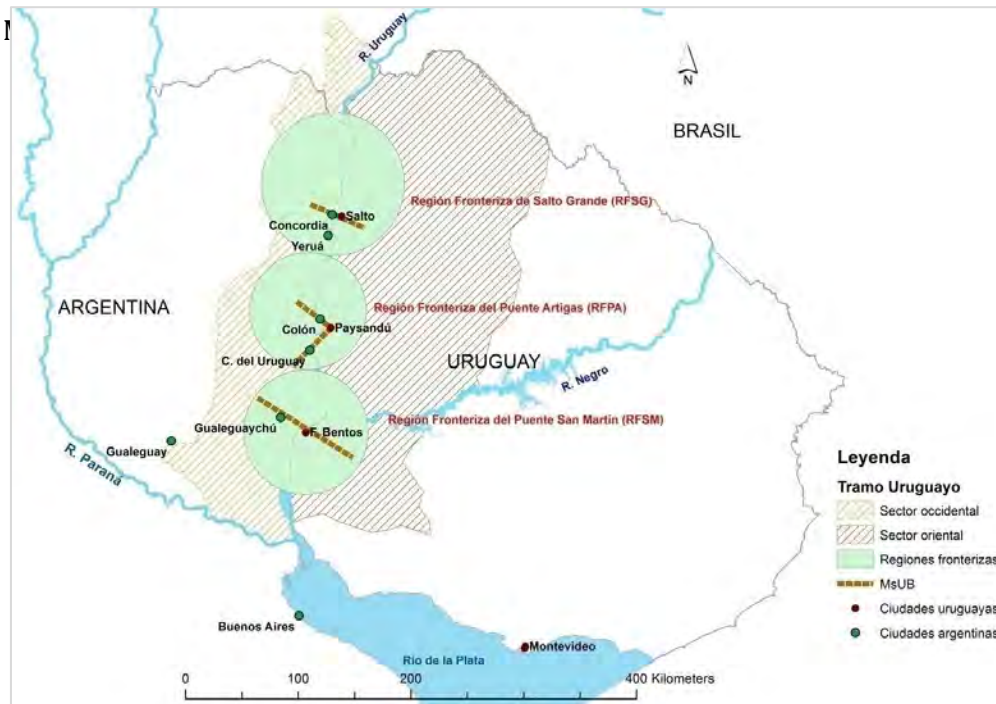 M
R. Uruguay
N
BRASIL
Región Fronteriza de Salto Grande (RFSG)
Salto
Concordia
Yeruá
ARGENTINA
Región Fronteriza del Puente Artigas (RFPA)
Colón
Paysandú
C. del Uruguay
URUGUAY
R. Negro
Región Fronteriza del Puente San Martín (RFSM)
Gualeguaychú
F. Bentos
Gualeguay
R. Parana
Leyenda
Tramo Uruguayo
Sector occidental
Sector oriental
Regiones fronterizas
MsUB
Ciudades uruguayas
Ciudades argentinas
Buenos Aires
Montevideo
Rio de la Plata
0 100 200 400 Kilometers